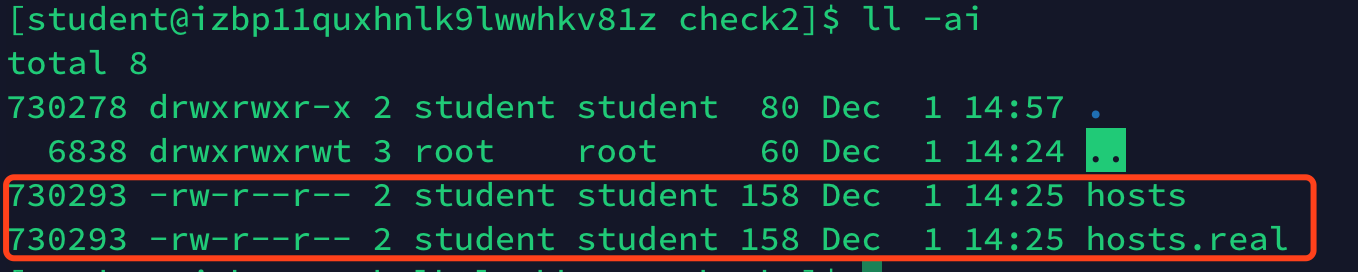 [student@izbp11quxhnlk9lwwhkv81z check2]$ ll -ai
total 8
730278 drwxrwxr-x 2 student student  80 Dec  1 14:57 .
  6838 drwxrwxrwt 3 root    root     60 Dec  1 14:24 ..
730293 -rw-r--r-- 2 student student 158 Dec  1 14:25 hosts
730293 -rw-r--r-- 2 student student 158 Dec  1 14:25 hosts.real